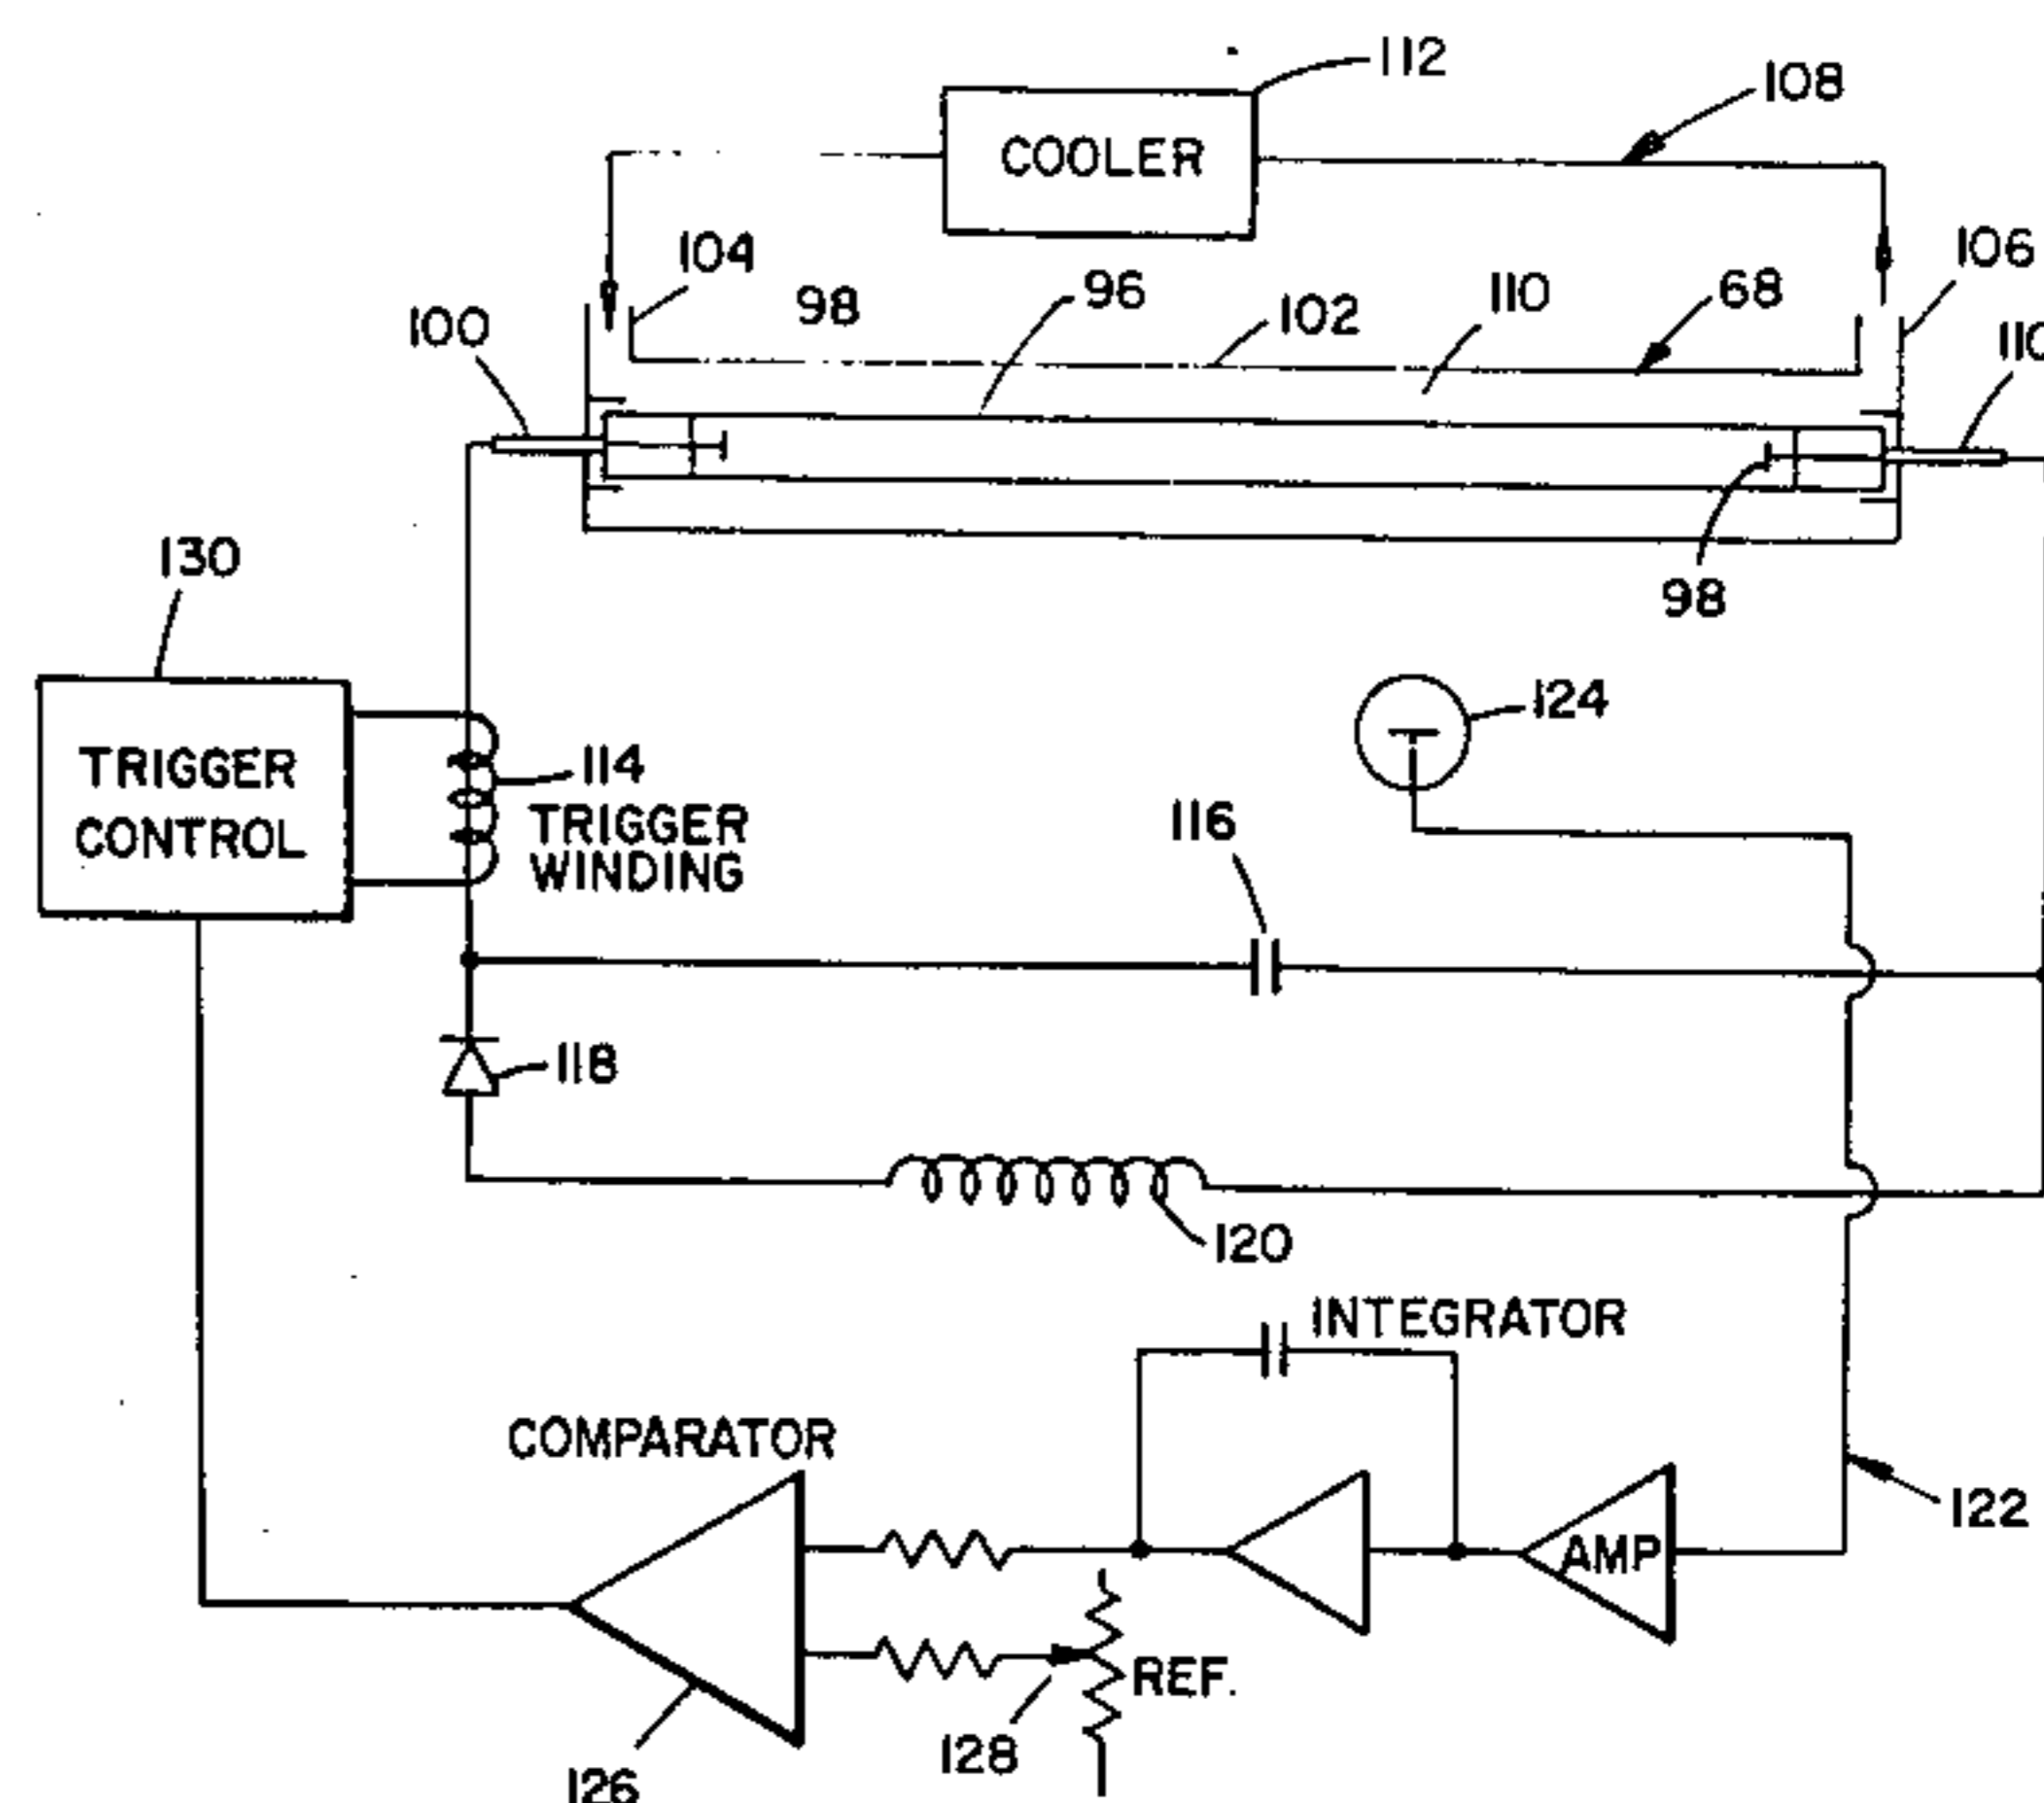 112
108
COOLER
104
106
98
96
110
68
102
100
110
130
98
124
TRIGGER
CONTROL
114
TRIGGER
WINDING
116
118
120
INTEGRATOR
COMPARATOR
122
AMP
REF.
128
126